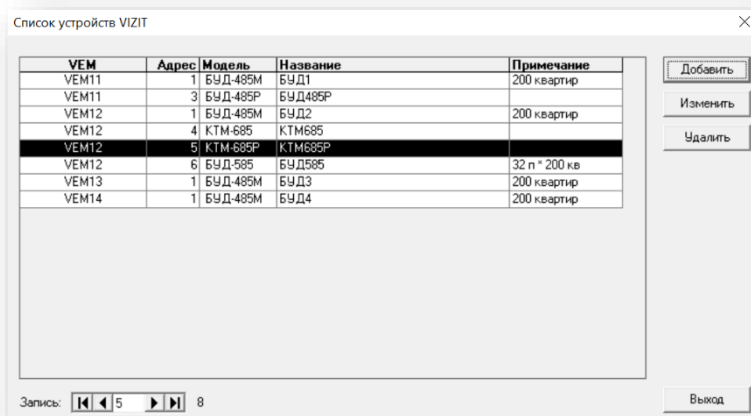 Список устройств VIZIT
VEM Адрес Модель Название Примечание
VEM11 1 БУД-485М БУД1 200 квартир
VEM11 3 БУД-485Р БУД485Р
VEM12 1 БУД-485М БУД2 200 квартир
VEM12 4 КТМ-685 КТМ685
VEM12 5 КТМ-685Р КТМ685Р
VEM12 6 БУД-585 БУД585 32 п * 200 кв
VEM13 1 БУД-485М БУД3 200 квартир
VEM14 1 БУД-485М БУД4 200 квартир
Добавить
Изменить
Удалить
Запись: 5 8
Выход